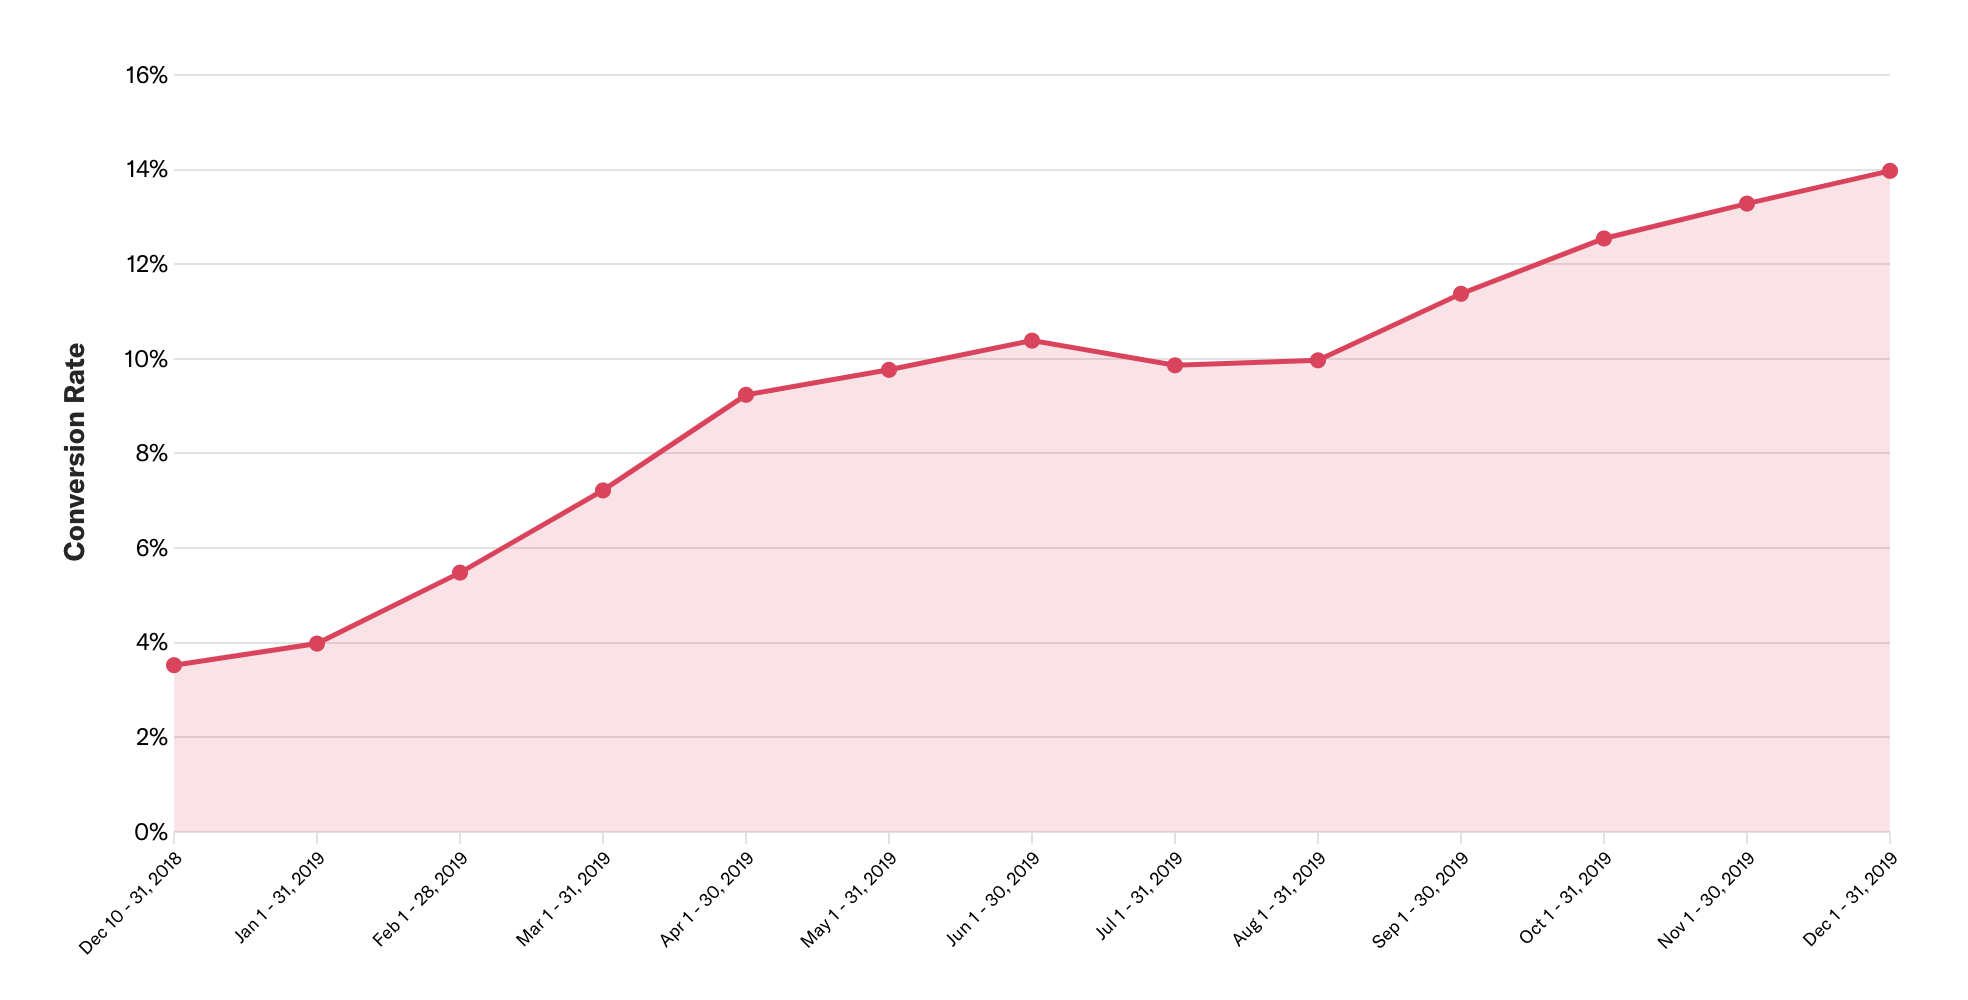 16%
14%
12%
10%
8%
6%
4%
2%
0%
Conversion Rate
Dec 10 - 31, 2018
Jan 1 - 31, 2019
Feb 1 - 28, 2019
Mar 1 - 31, 2019
Apr 1 - 30, 2019
May 1 - 31, 2019
Jun 1 - 30, 2019
Jul 1 - 31, 2019
Aug 1 - 31, 2019
Sep 1 - 30, 2019
Oct 1 - 31, 2019
Nov 1 - 30, 2019
Dec 1 - 31, 2019